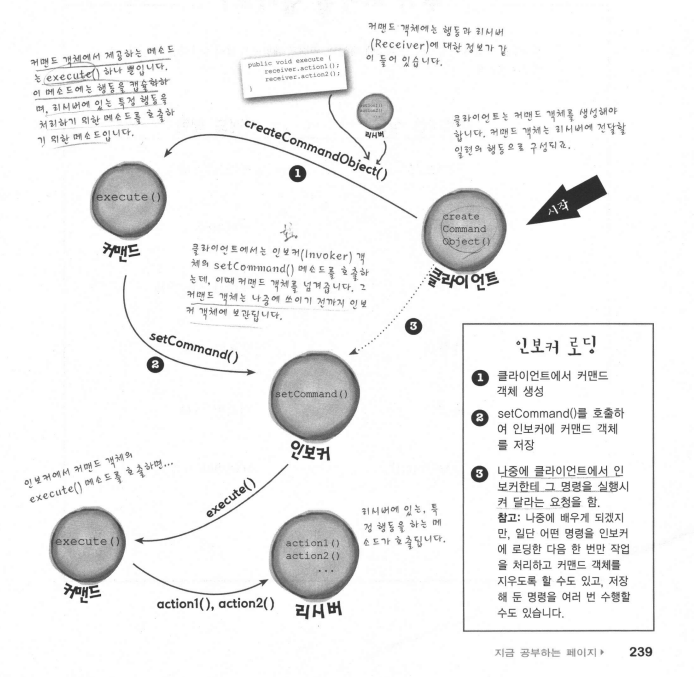 커맨드 객체에서 제공하는 메소드
는 execute() 하나 뿐입니다.
이 메소드에는 행동을 캡슐화하
며, 리시버에 있는 특정 행동을
처리하기 위한 메소드를 호출하
기 위한 메소드입니다.
public void execute {
receiver.action1();
receiver.action2();
}
커맨드 객체에는 행동과 리시버
(Receiver)에 대한 정보가 같
이 들어 있습니다.
리시버
클라이언트는 커맨드 객체를 생성해야
합니다. 커맨드 객체는 리시버에 전달할
일련의 행동으로 구성되죠.
createCommandObject()
1
시작
execute()
커맨드
create
Command
Object()
클라이언트
클라이언트에서는 인보커(Invoker) 객
체의 setCommand() 메소드를 호출하
는데, 이때 커맨드 객체를 넘겨줍니다. 그
커맨드 객체는 나중에 쓰이기 전까지 인보
커 객체에 보관됩니다.
3
setCommand()
2
setCommand()
인보커
인보커에서 커맨드 객체의
execute() 메소드를 호출하면...
execute()
execute()
커맨드
리시버에 있는, 특
정 행동을 하는 메
소드가 호출됩니다.
action1()
action2()
...
리시버
action1(), action2()
인보커 로딩
1 클라이언트에서 커맨드
객체 생성
2 setCommand()를 호출하
여 인보커에 커맨드 객체
를 저장
3 나중에 클라이언트에서 인
보커한테 그 명령을 실행시
켜 달라는 요청을 함.
참고: 나중에 배우게 되겠지
만, 일단 어떤 명령을 인보커
에 로딩한 다음 한 번만 작업
을 처리하고 커맨드 객체를
지우도록 할 수도 있고, 저장
해 둔 명령을 여러 번 수행할
수도 있습니다.
지금 공부하는 페이지 239